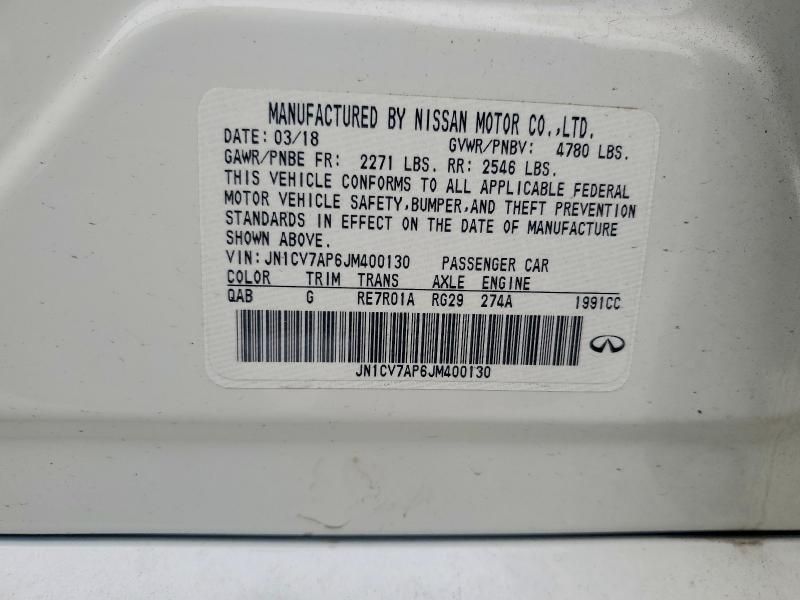 MANUFACTURED BY NISSAN MOTOR CO.,LTD.
DATE: 03/18 GVWR/PNBV: 4780 LBS.
GAWR/PNBE FR: 2271 LBS. RR: 2546 LBS.
THIS VEHICLE CONFORMS TO ALL APPLICABLE FEDERAL
MOTOR VEHICLE SAFETY,BUMPER,AND THEFT PREVENTION
STANDARDS IN EFFECT ON THE DATE OF MANUFACTURE
SHOWN ABOVE.
VIN: JN1CV7AP6JM400130 PASSENGER CAR
COLOR TRIM TRANS AXLE ENGINE
QAB G RE7R01A RG29 274A 1991CC
JN1CV7AP6JM400130